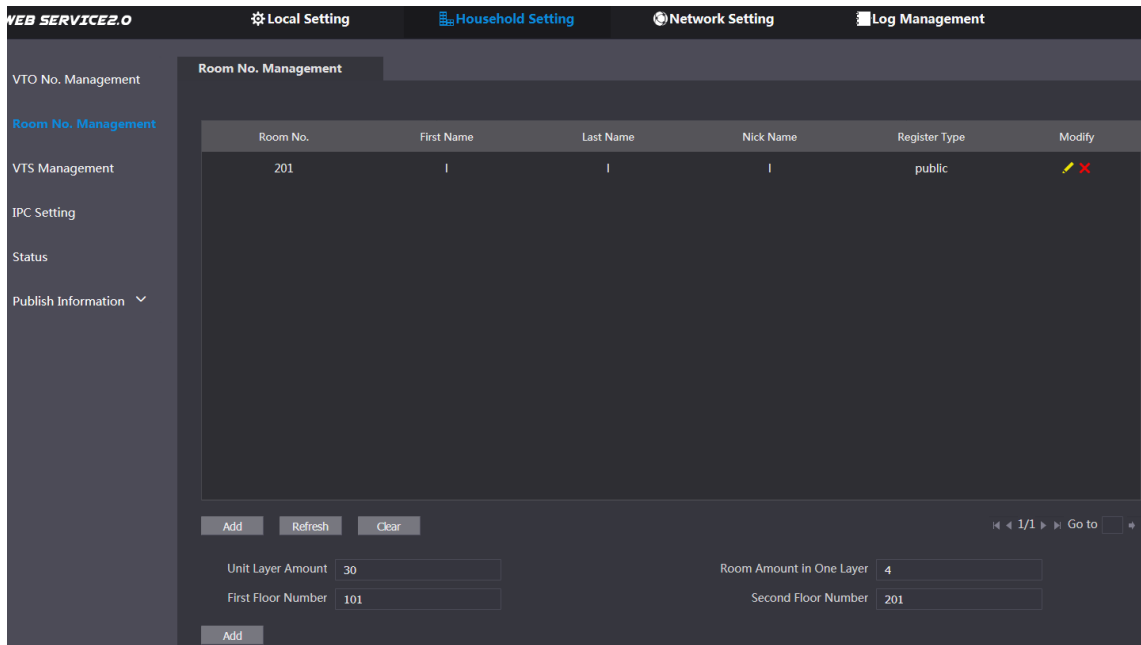 WEB SERVICE2.0 Local Setting Household Setting Network Setting Log Management
VTO No. Management
Room No. Management
VTS Management
IPC Setting
Status
Publish Information
Room No. Management
Room No. First Name Last Name Nick Name Register Type Modify
201 l l l public
Add Refresh Clear 1/1 Go to
Unit Layer Amount 30 Room Amount in One Layer 4
First Floor Number 101 Second Floor Number 201
Add